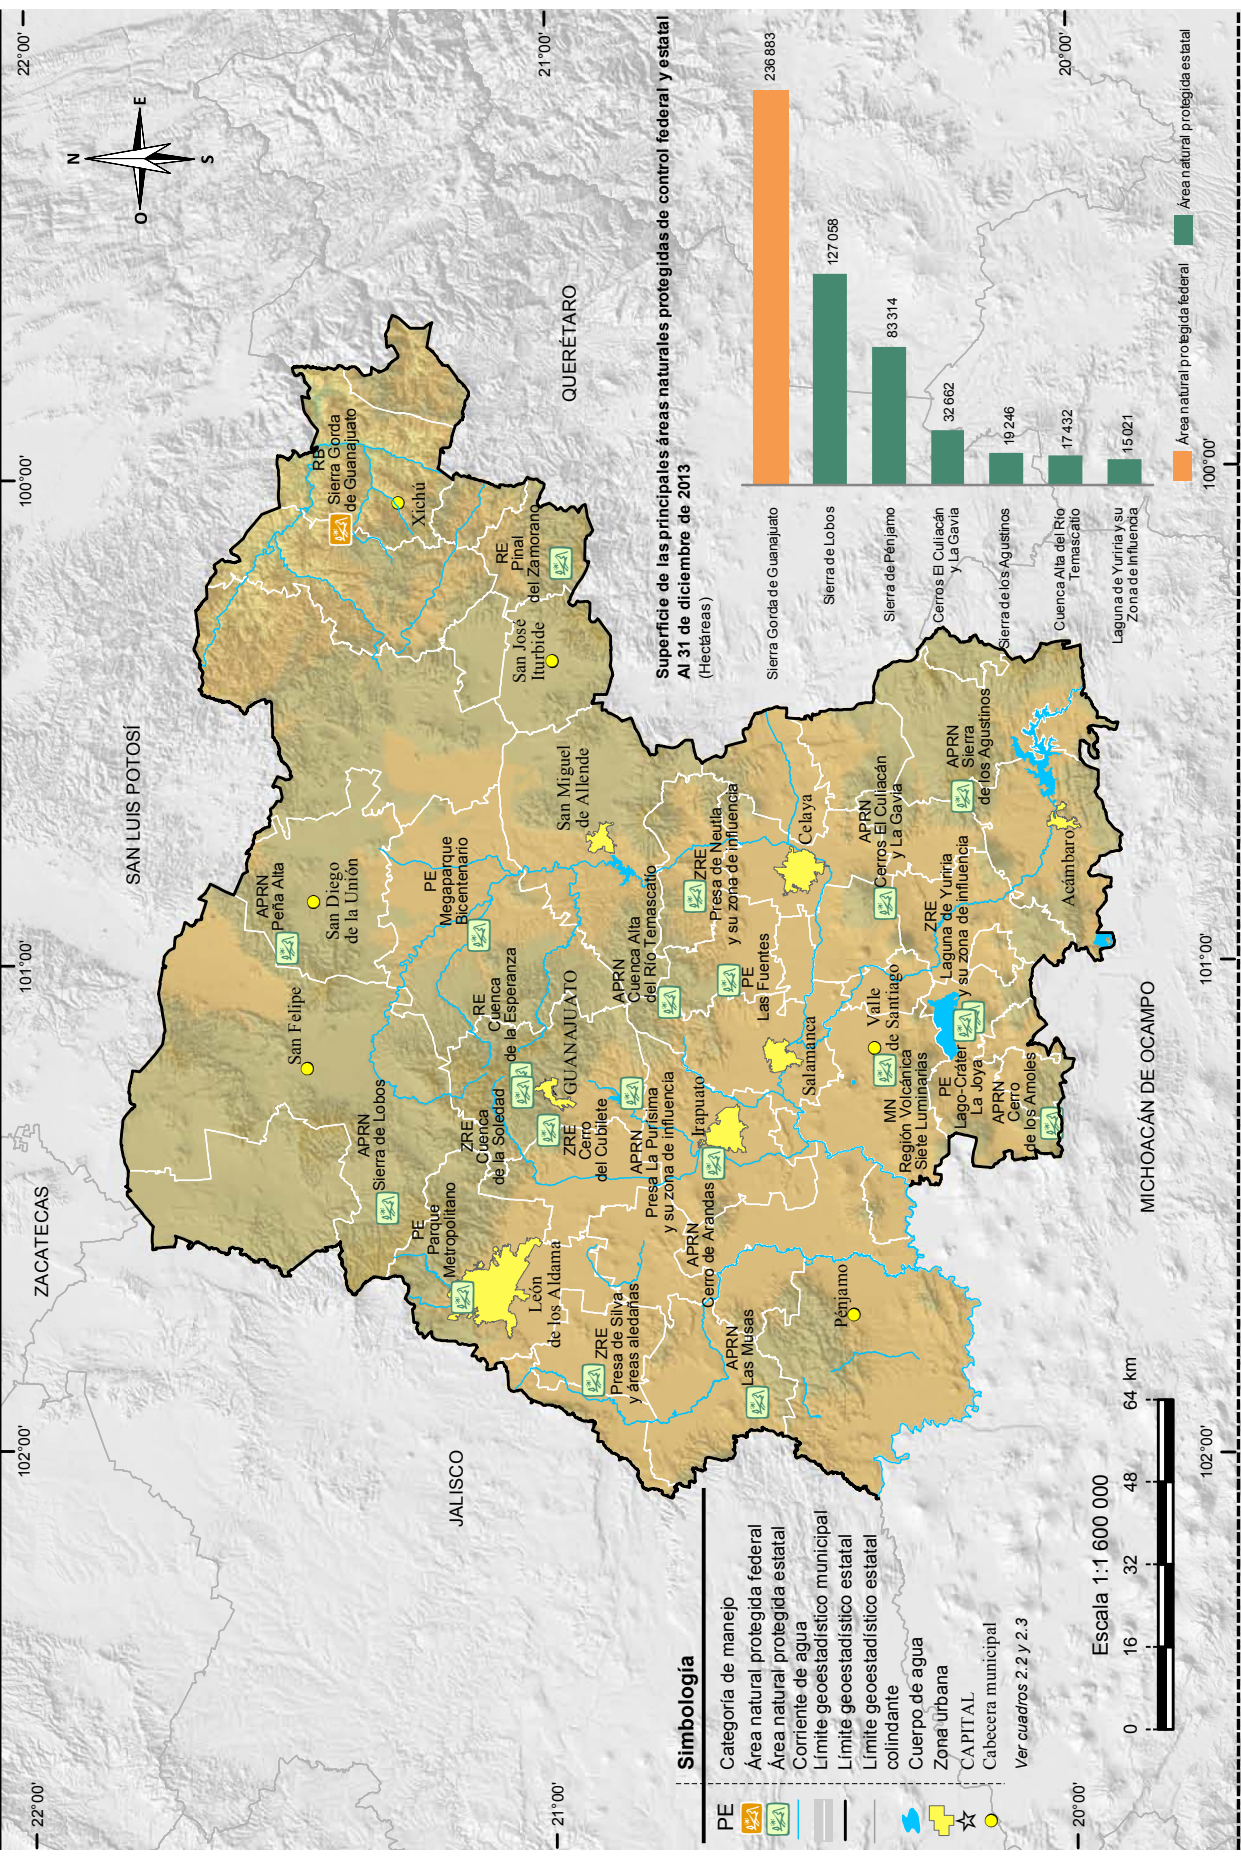 22°00'
21°00'
20°00'
22°00'
21°00'
20°00'
102°00'
101°00'
100°00'
102°00'
101°00'
100°00'
N
O
E
S
ZACATECAS
SAN LUIS POTOSÍ
JALISCO
QUERÉTARO
MICHOACÁN DE OCAMPO
RB
Sierra Gorda
de Guanajuato
Xichú
RE
Pinal
del Zamorano
San José
Iturbide
APRN
Peña Alta
San Diego
de la Unión
San Felipe
APRN
Sierra de Lobos
PE
Megaparque
Bicentenario
San Miguel
de Allende
RE
Cuenca
de la Esperanza
ZRE
Cuenca
de la Soledad
GUANAJUATO
ZRE
Cerro
del Cubilete
PE
Parque
Metropolitano
León
de los Aldama
ZRE
Presa de Silva
y áreas aledañas
APRN
Cuenca Alta
del Río Temascatío
APRN
Presa La Purísima
y su zona de influencia
ZRE
Presa de Neutla
y su zona de influencia
PE
Las Fuentes
Irapuato
APRN
Cerro de Arandas
Salamanca
Celaya
APRN
Las Musas
Pénjamo
Valle
de Santiago
MN
Región Volcánica
Siete Luminarias
APRN
Cerros El Culiacán
y La Gavia
ZRE
Laguna de Yuriria
y su zona de influencia
PE
Lago-Cráter
La Joya
APRN
Cerro
de los Amoles
APRN
Sierra
de los Agustinos
Acámbaro
Superficie de las principales áreas naturales protegidas de control federal y estatal
Al 31 de diciembre de 2013
(Hectáreas)
Sierra Gorda de Guanajuato
236 883
Sierra de Lobos
127 058
Sierra de Pénjamo
83 314
Cerros El Culiacán
y La Gavia
32 662
Sierra de los Agustinos
19 246
Cuenca Alta del Río
Temascatío
17 432
Laguna de Yuriria y su
Zona de Influencia
15 021
Área natural protegida federal
Área natural protegida estatal
Simbología
PE Categoría de manejo
Área natural protegida federal
Área natural protegida estatal
Corriente de agua
Límite geoestadístico municipal
Límite geoestadístico estatal
Límite geoestadístico estatal
colindante
Cuerpo de agua
Zona urbana
CAPITAL
Cabecera municipal
Ver cuadros 2.2 y 2.3
Escala 1:1 600 000
0 16 32 48 64 km